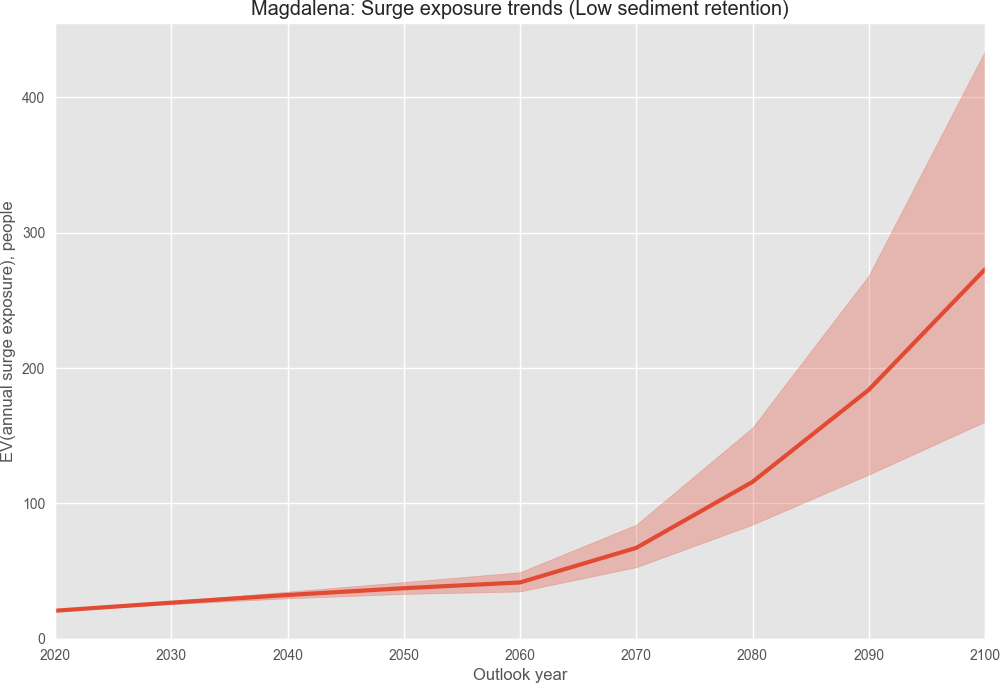 Magdalena: Surge exposure trends (Low sediment retention)
EV(annual surge exposure), people
400
300
200
100
0
2020 2030 2040 2050 2060 2070 2080 2090 2100
Outlook year